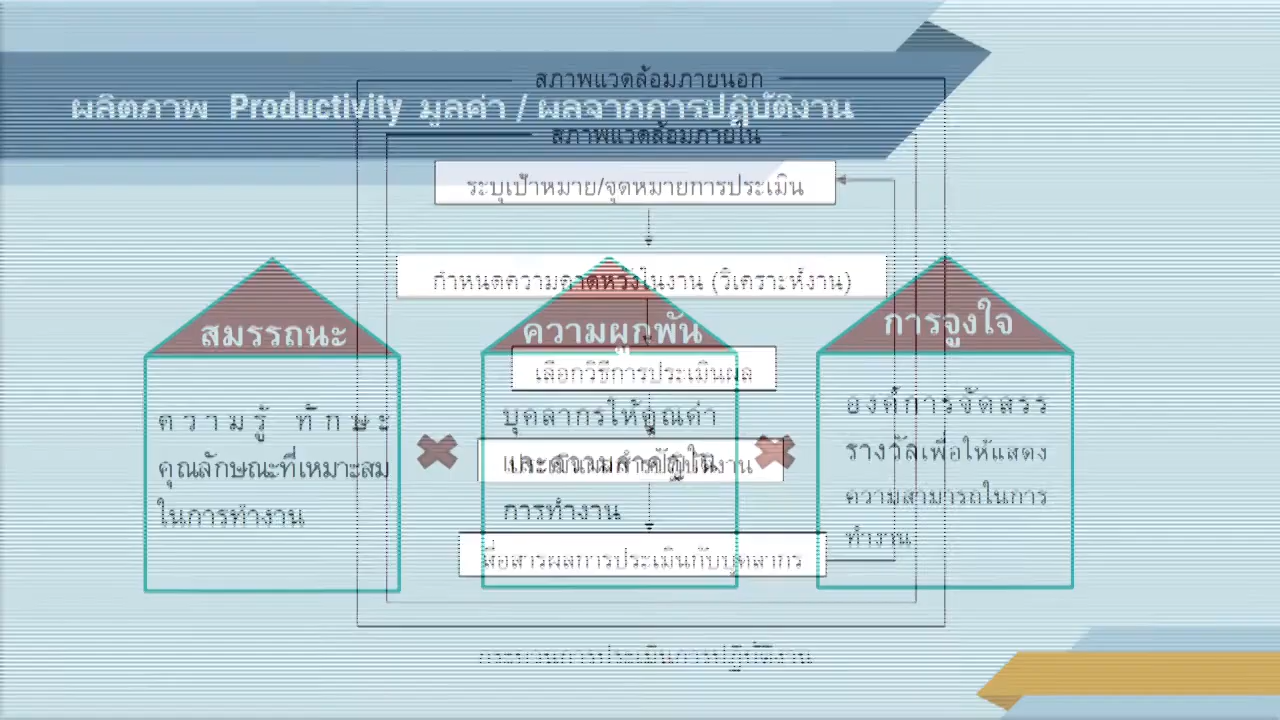 สภาพแวดล้อมภายนอก
ผลิตภาพ Productivity มูลค่า / ผลจากการปฏิบัติงาน
สภาพแวดล้อมภายใน
ระบุเป้าหมาย/จุดหมายการประเมิน
กำหนดความคาดหวังในงาน (วิเคราะห์งาน)
สมรรถนะ
ความรู้ ทักษะ
คุณลักษณะที่เหมาะสม
ในการทำงาน
ความผูกพัน
เลือกวิธีการประเมินผล
บุคลากรให้คุณค่า
และความสำคัญใน
การทำงาน
สื่อสารผลการประเมินกับบุคลากร
การจูงใจ
องค์การจัดสรร
รางวัลเพื่อให้แสดง
ความสามารถในการ
ทำงาน
กระบวนการประเมินการปฏิบัติงาน